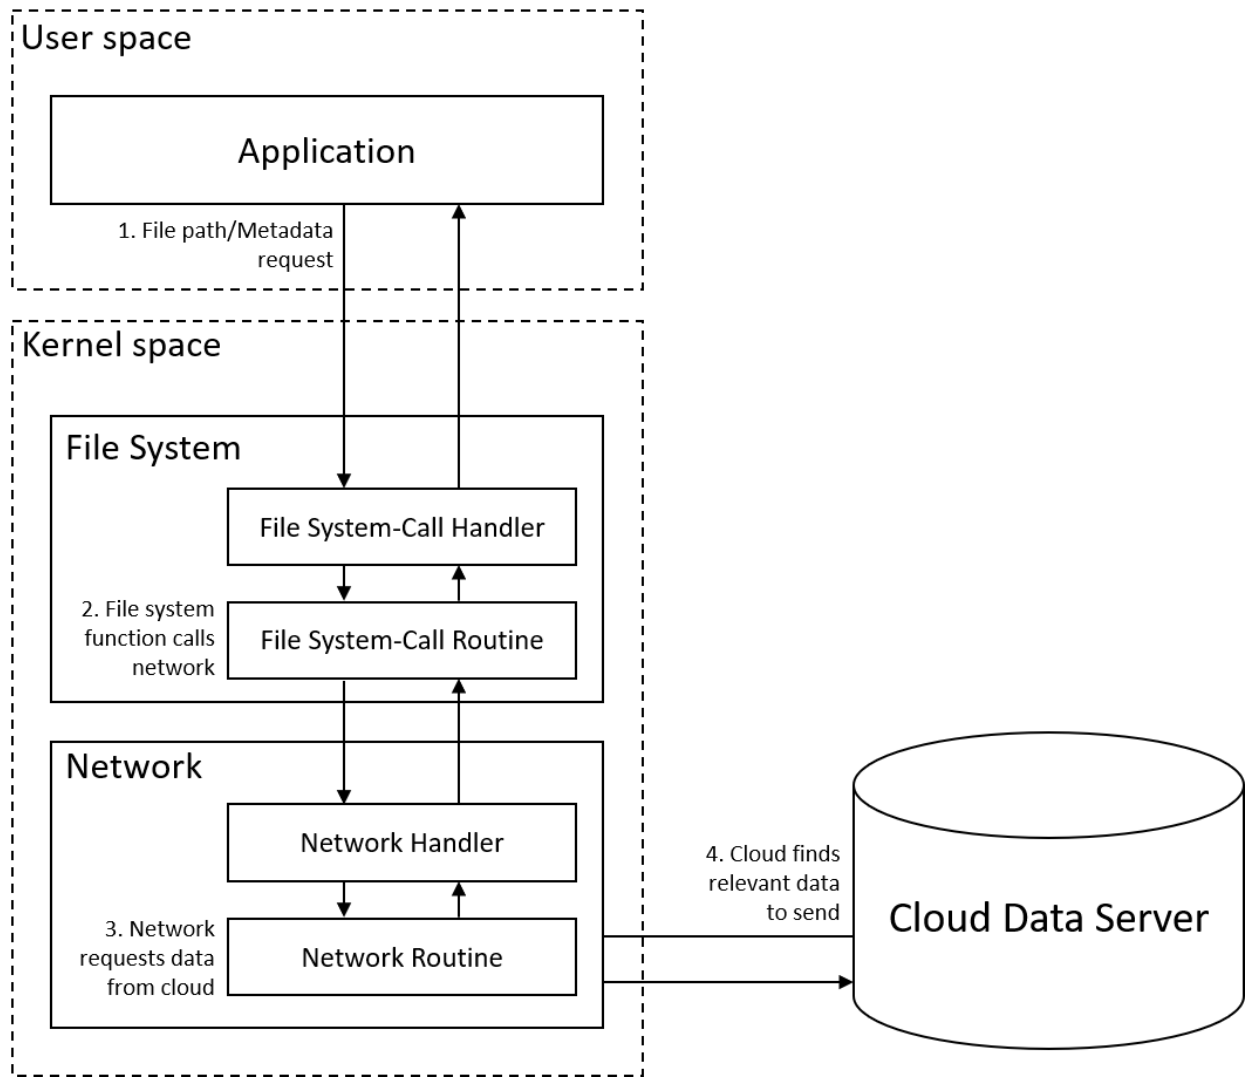 User space
Application
1. File path/Metadata
request
Kernel space
File System
File System-Call Handler
2. File system
function calls
network
File System-Call Routine
Network
Network Handler
3. Network
requests data
from cloud
Network Routine
4. Cloud finds
relevant data
to send
Cloud Data Server